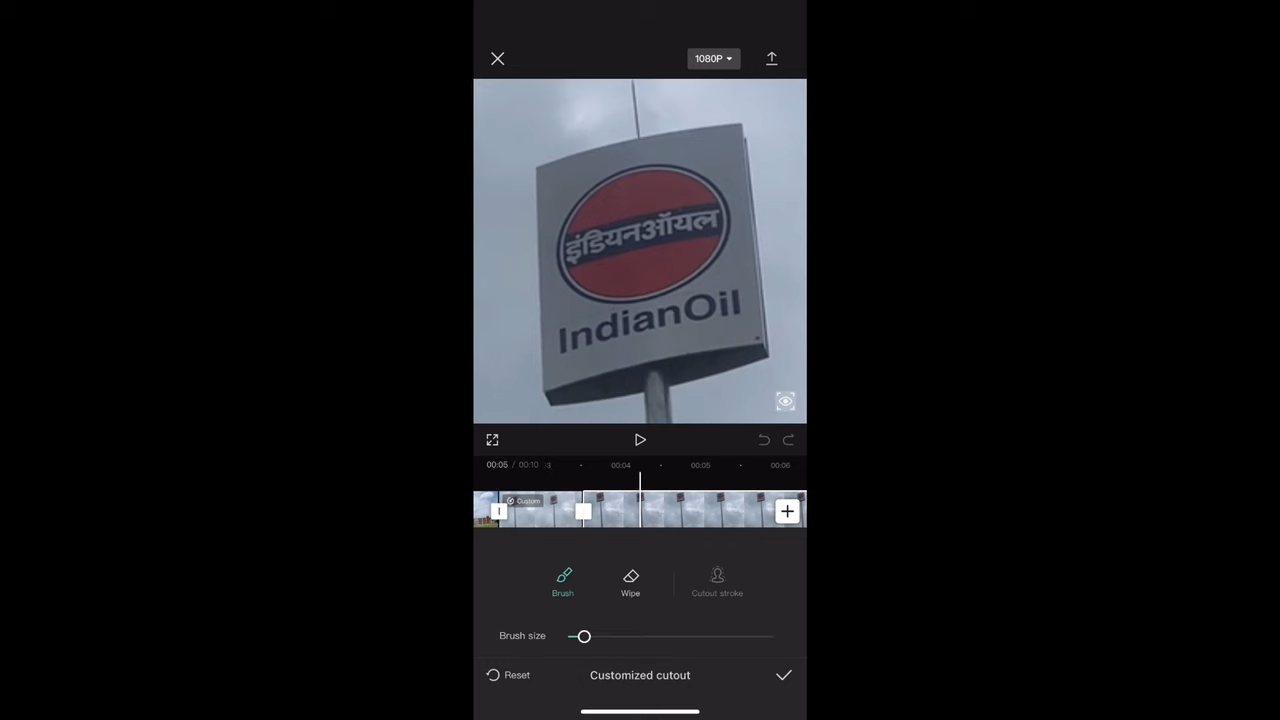 1080P
इंडियनऑयल
IndianOil
00:05 / 00:10 :3 00:04 00:05 00:06
Custom
Brush Wipe Cutout stroke
Brush size
Reset Customized cutout